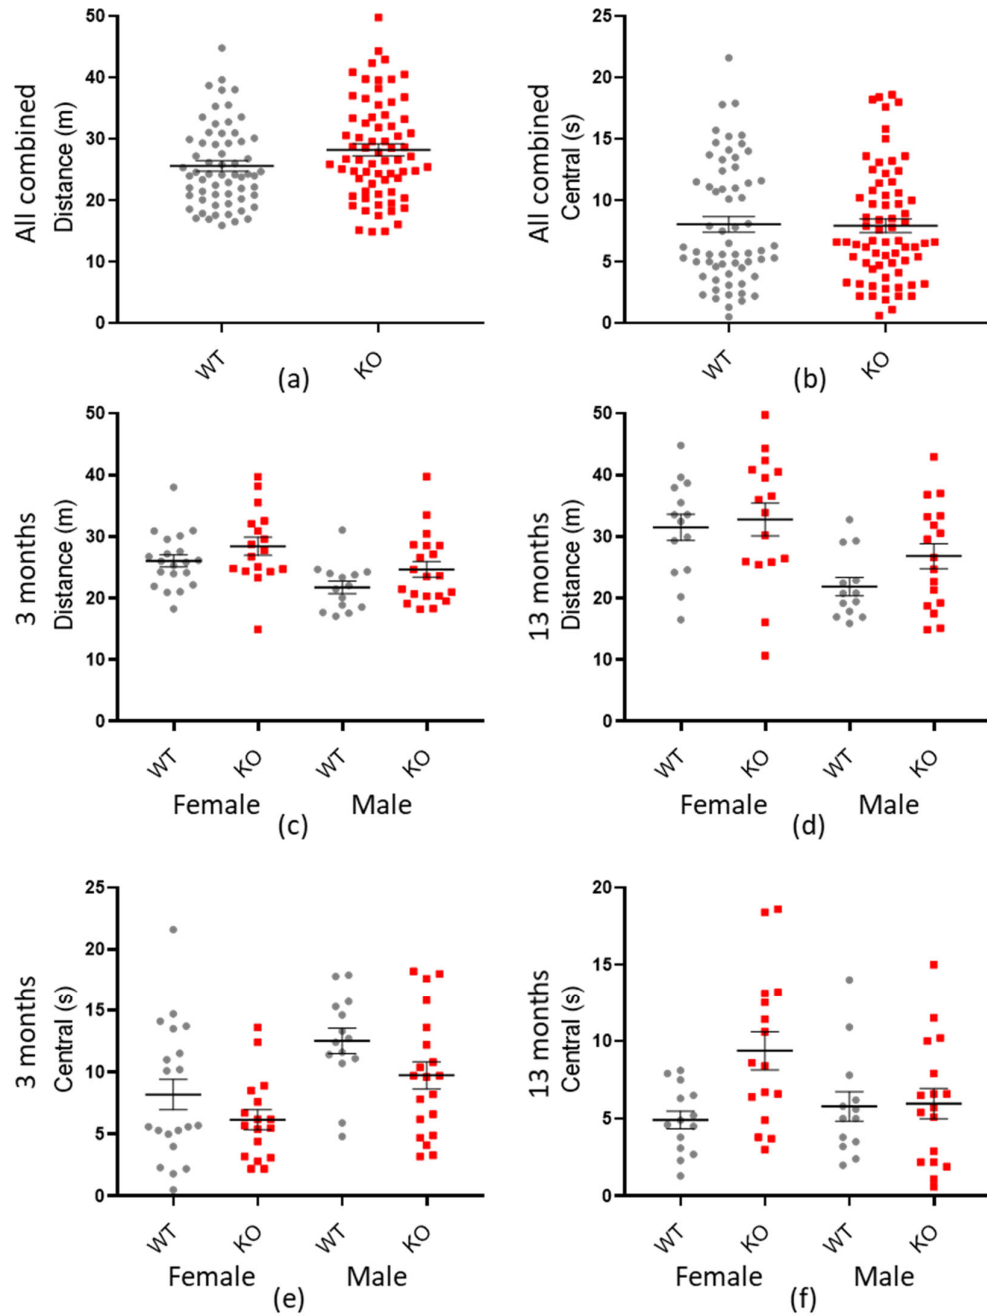 All combined
Distance (m)
50
40
30
20
10
0
WT
KO
(a)
All combined
Central (s)
25
20
15
10
5
0
WT
KO
(b)
3 months
Distance (m)
50
40
30
20
10
0
WT
KO
WT
KO
Female
Male
(c)
13 months
Distance (m)
50
40
30
20
10
0
WT
KO
WT
KO
Female
Male
(d)
3 months
Central (s)
25
20
15
10
5
0
WT
KO
WT
KO
Female
Male
(e)
13 months
Central (s)
20
15
10
5
0
WT
KO
WT
KO
Female
Male
(f)